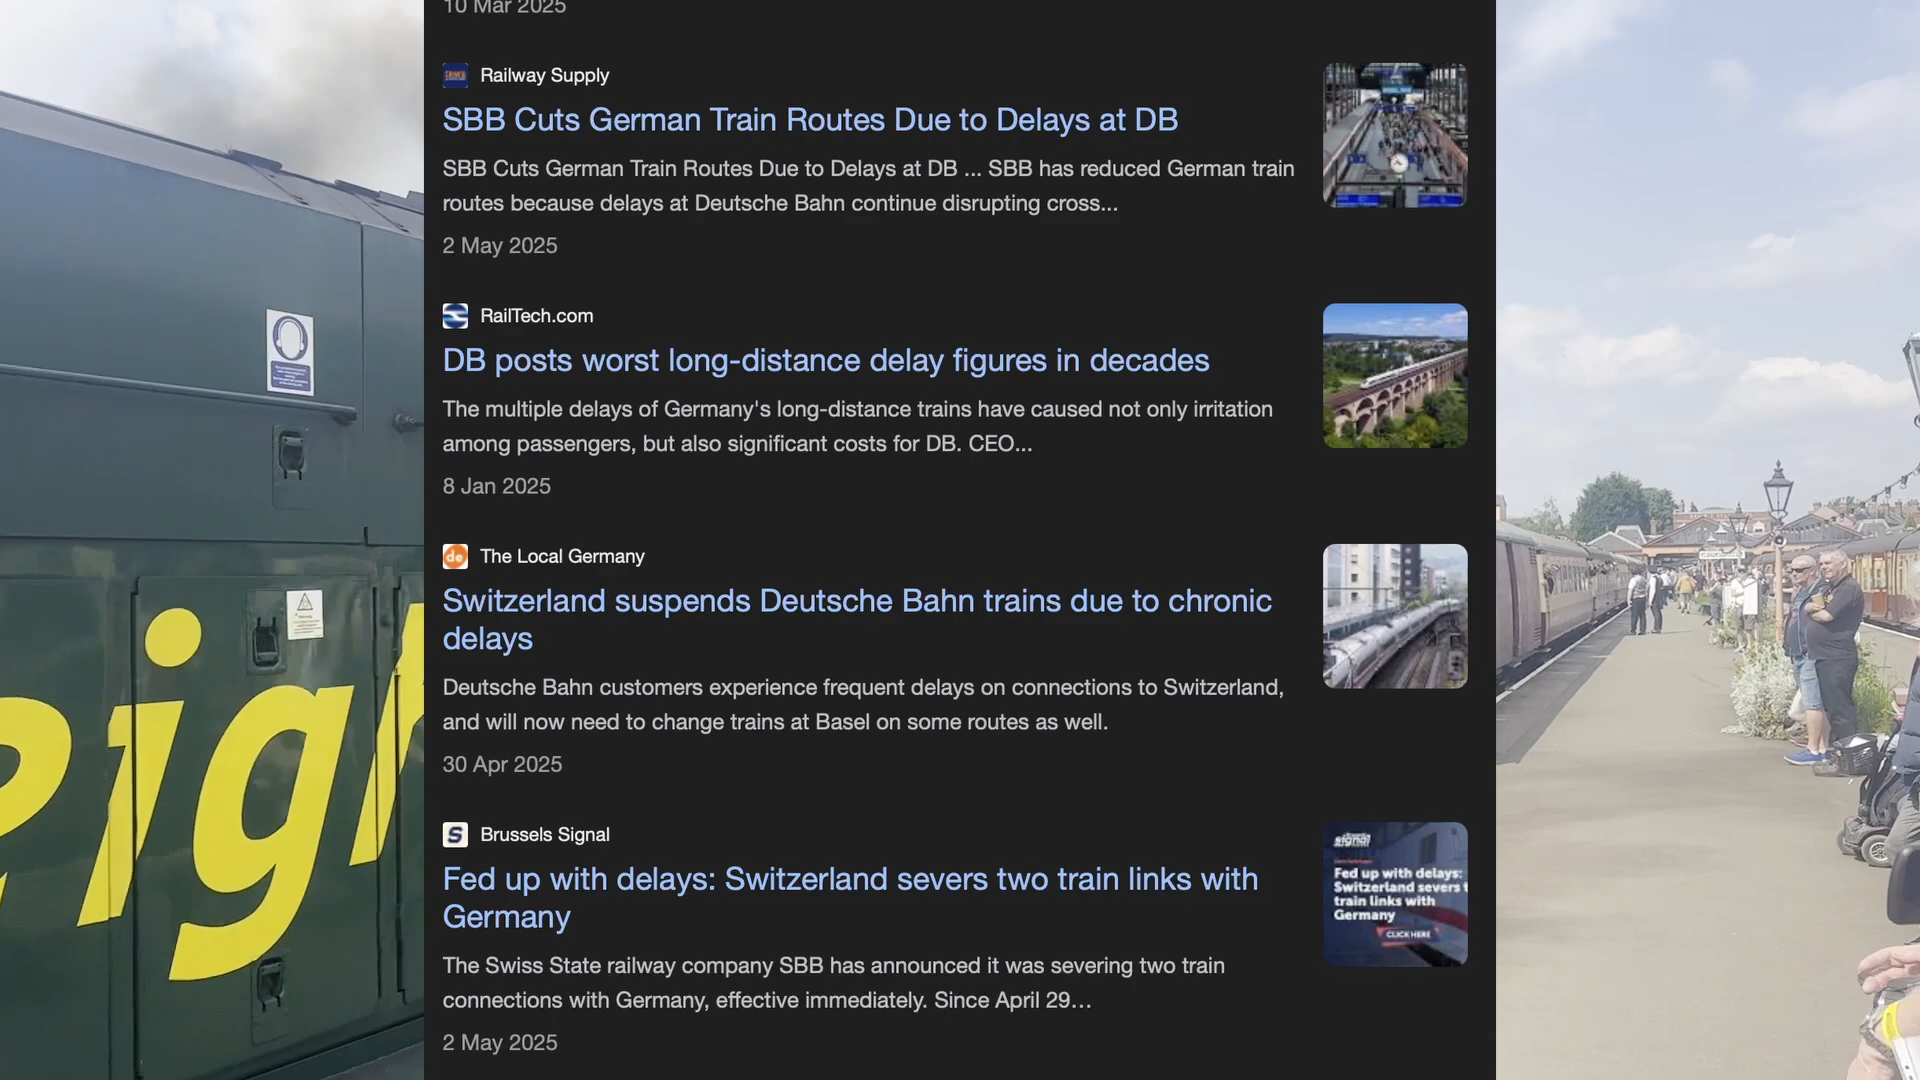 10 Mar 2025
Railway Supply
SBB Cuts German Train Routes Due to Delays at DB
SBB Cuts German Train Routes Due to Delays at DB ... SBB has reduced German train
routes because delays at Deutsche Bahn continue disrupting cross...
2 May 2025
RailTech.com
DB posts worst long-distance delay figures in decades
The multiple delays of Germany's long-distance trains have caused not only irritation
among passengers, but also significant costs for DB. CEO...
8 Jan 2025
de
The Local Germany
Switzerland suspends Deutsche Bahn trains due to chronic
delays
Deutsche Bahn customers experience frequent delays on connections to Switzerland,
and will now need to change trains at Basel on some routes as well.
30 Apr 2025
S
Brussels Signal
Fed up with delays: Switzerland severs two train links with
Germany
The Swiss State railway company SBB has announced it was severing two train
connections with Germany, effective immediately. Since April 29...
2 May 2025
signal
Fed up with delays:
Switzerland severs t
train links with
Germany
CLICK HERE
eigh